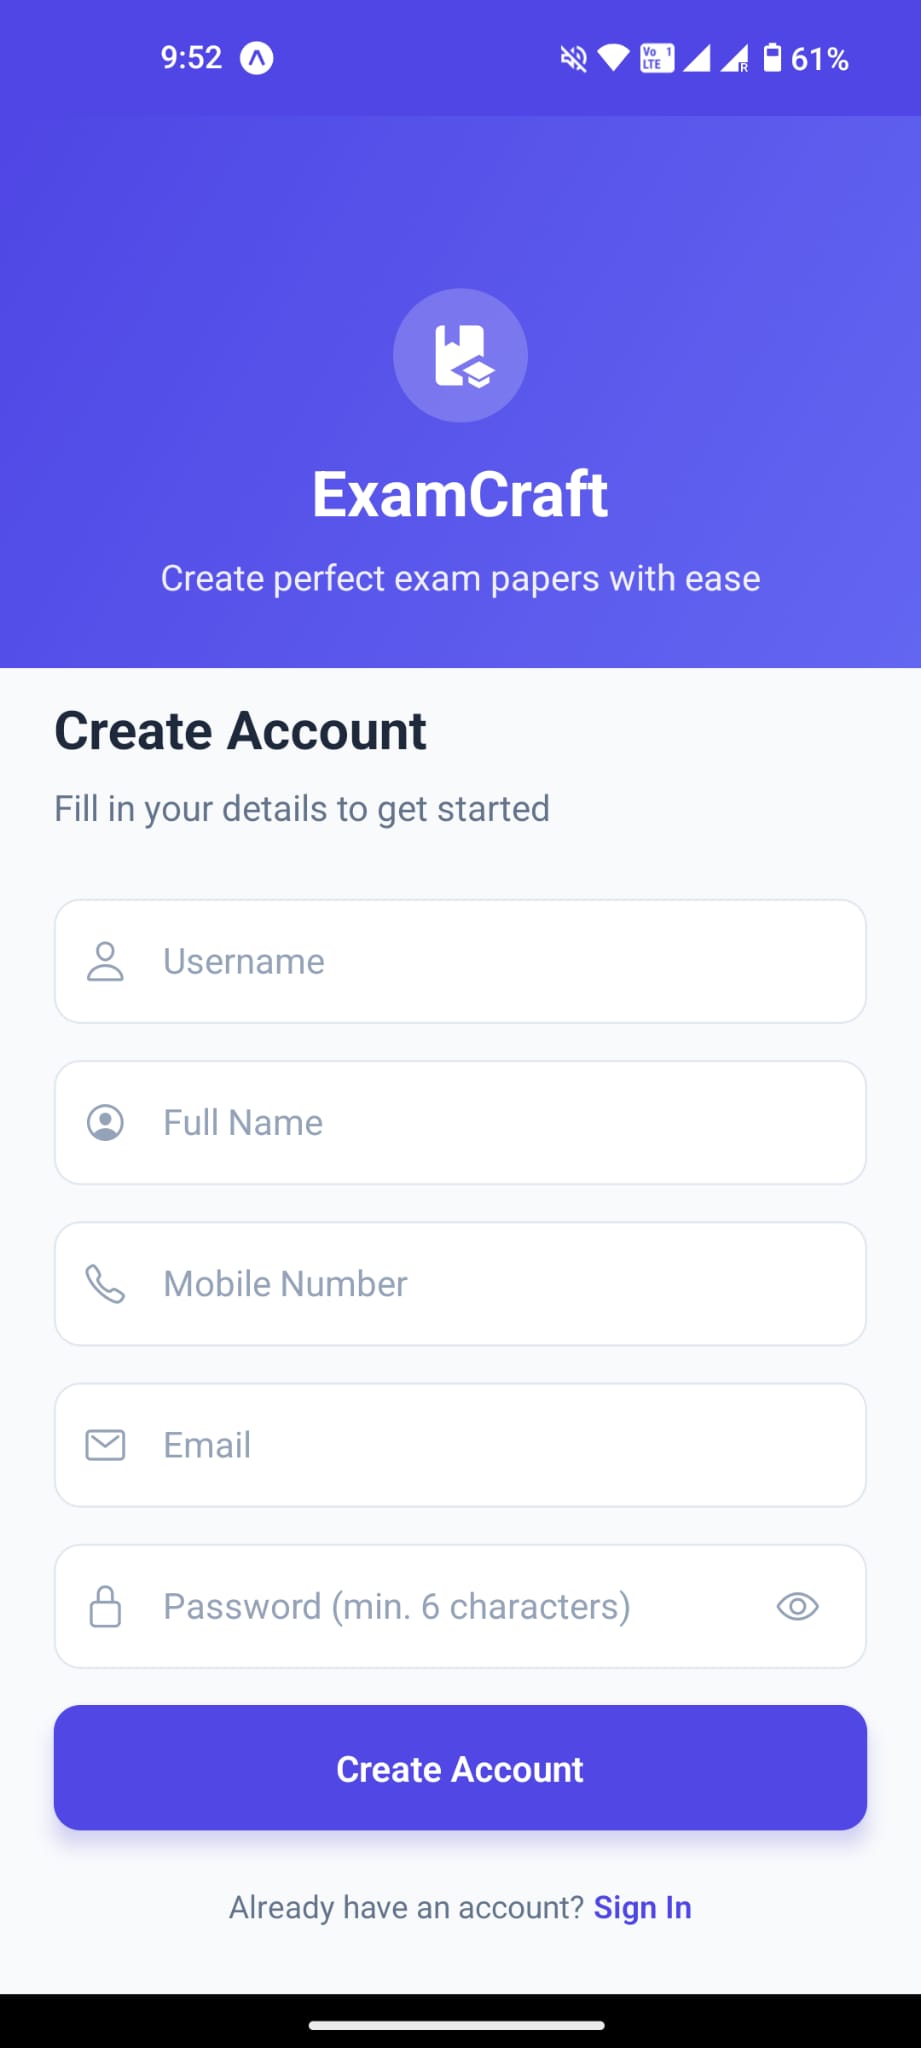 9:52
Vo 1
LTE
R
61%
ExamCraft
Create perfect exam papers with ease
Create Account
Fill in your details to get started
Username
Full Name
Mobile Number
Email
Password (min. 6 characters)
Create Account
Already have an account? Sign In